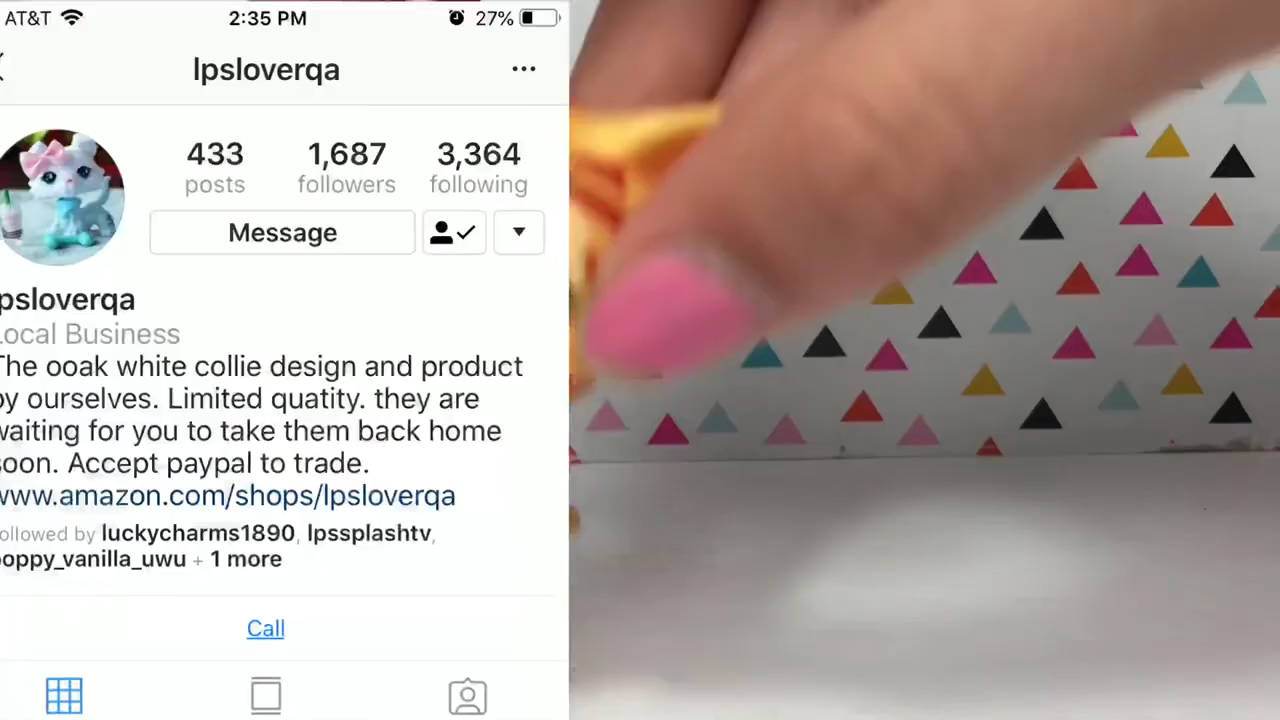 AT&T 2:35 PM 27%
lpsloverqa
433 1,687 3,364
posts followers following
Message
psloverqa
Local Business
The ooak white collie design and product
by ourselves. Limited quatity. they are
waiting for you to take them back home
soon. Accept paypal to trade.
www.amazon.com/shops/lpsloverqa
ollowed by luckycharms1890, lpssplashtv,
poppy_vanilla_uwu + 1 more
Call